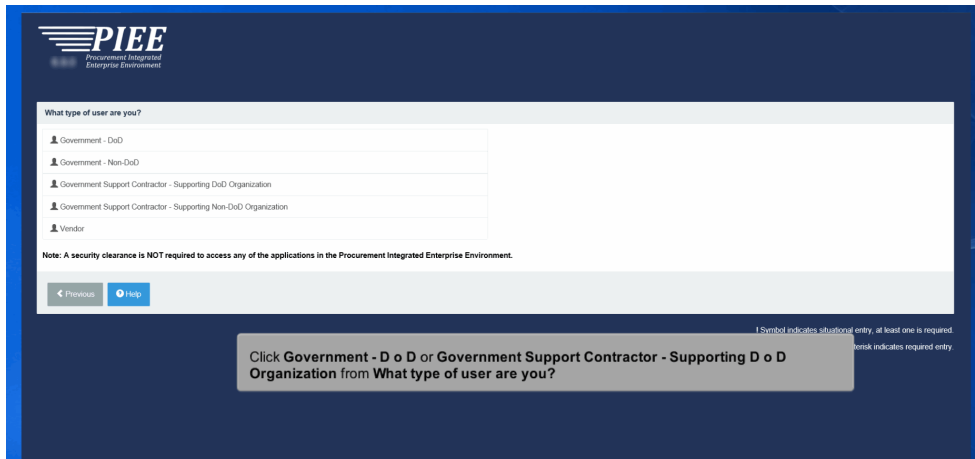 PIEE
Procurement Integrated
Enterprise Environment
What type of user are you?
Government - DoD
Government - Non-DoD
Government Support Contractor - Supporting DoD Organization
Government Support Contractor - Supporting Non-DoD Organization
Vendor
Note: A security clearance is NOT required to access any of the applications in the Procurement Integrated Enterprise Environment.
Previous
Help
! Symbol indicates situational entry, at least one is required.
indicates required entry.
Click Government - D o D or Government Support Contractor - Supporting D o D
Organization from What type of user are you?